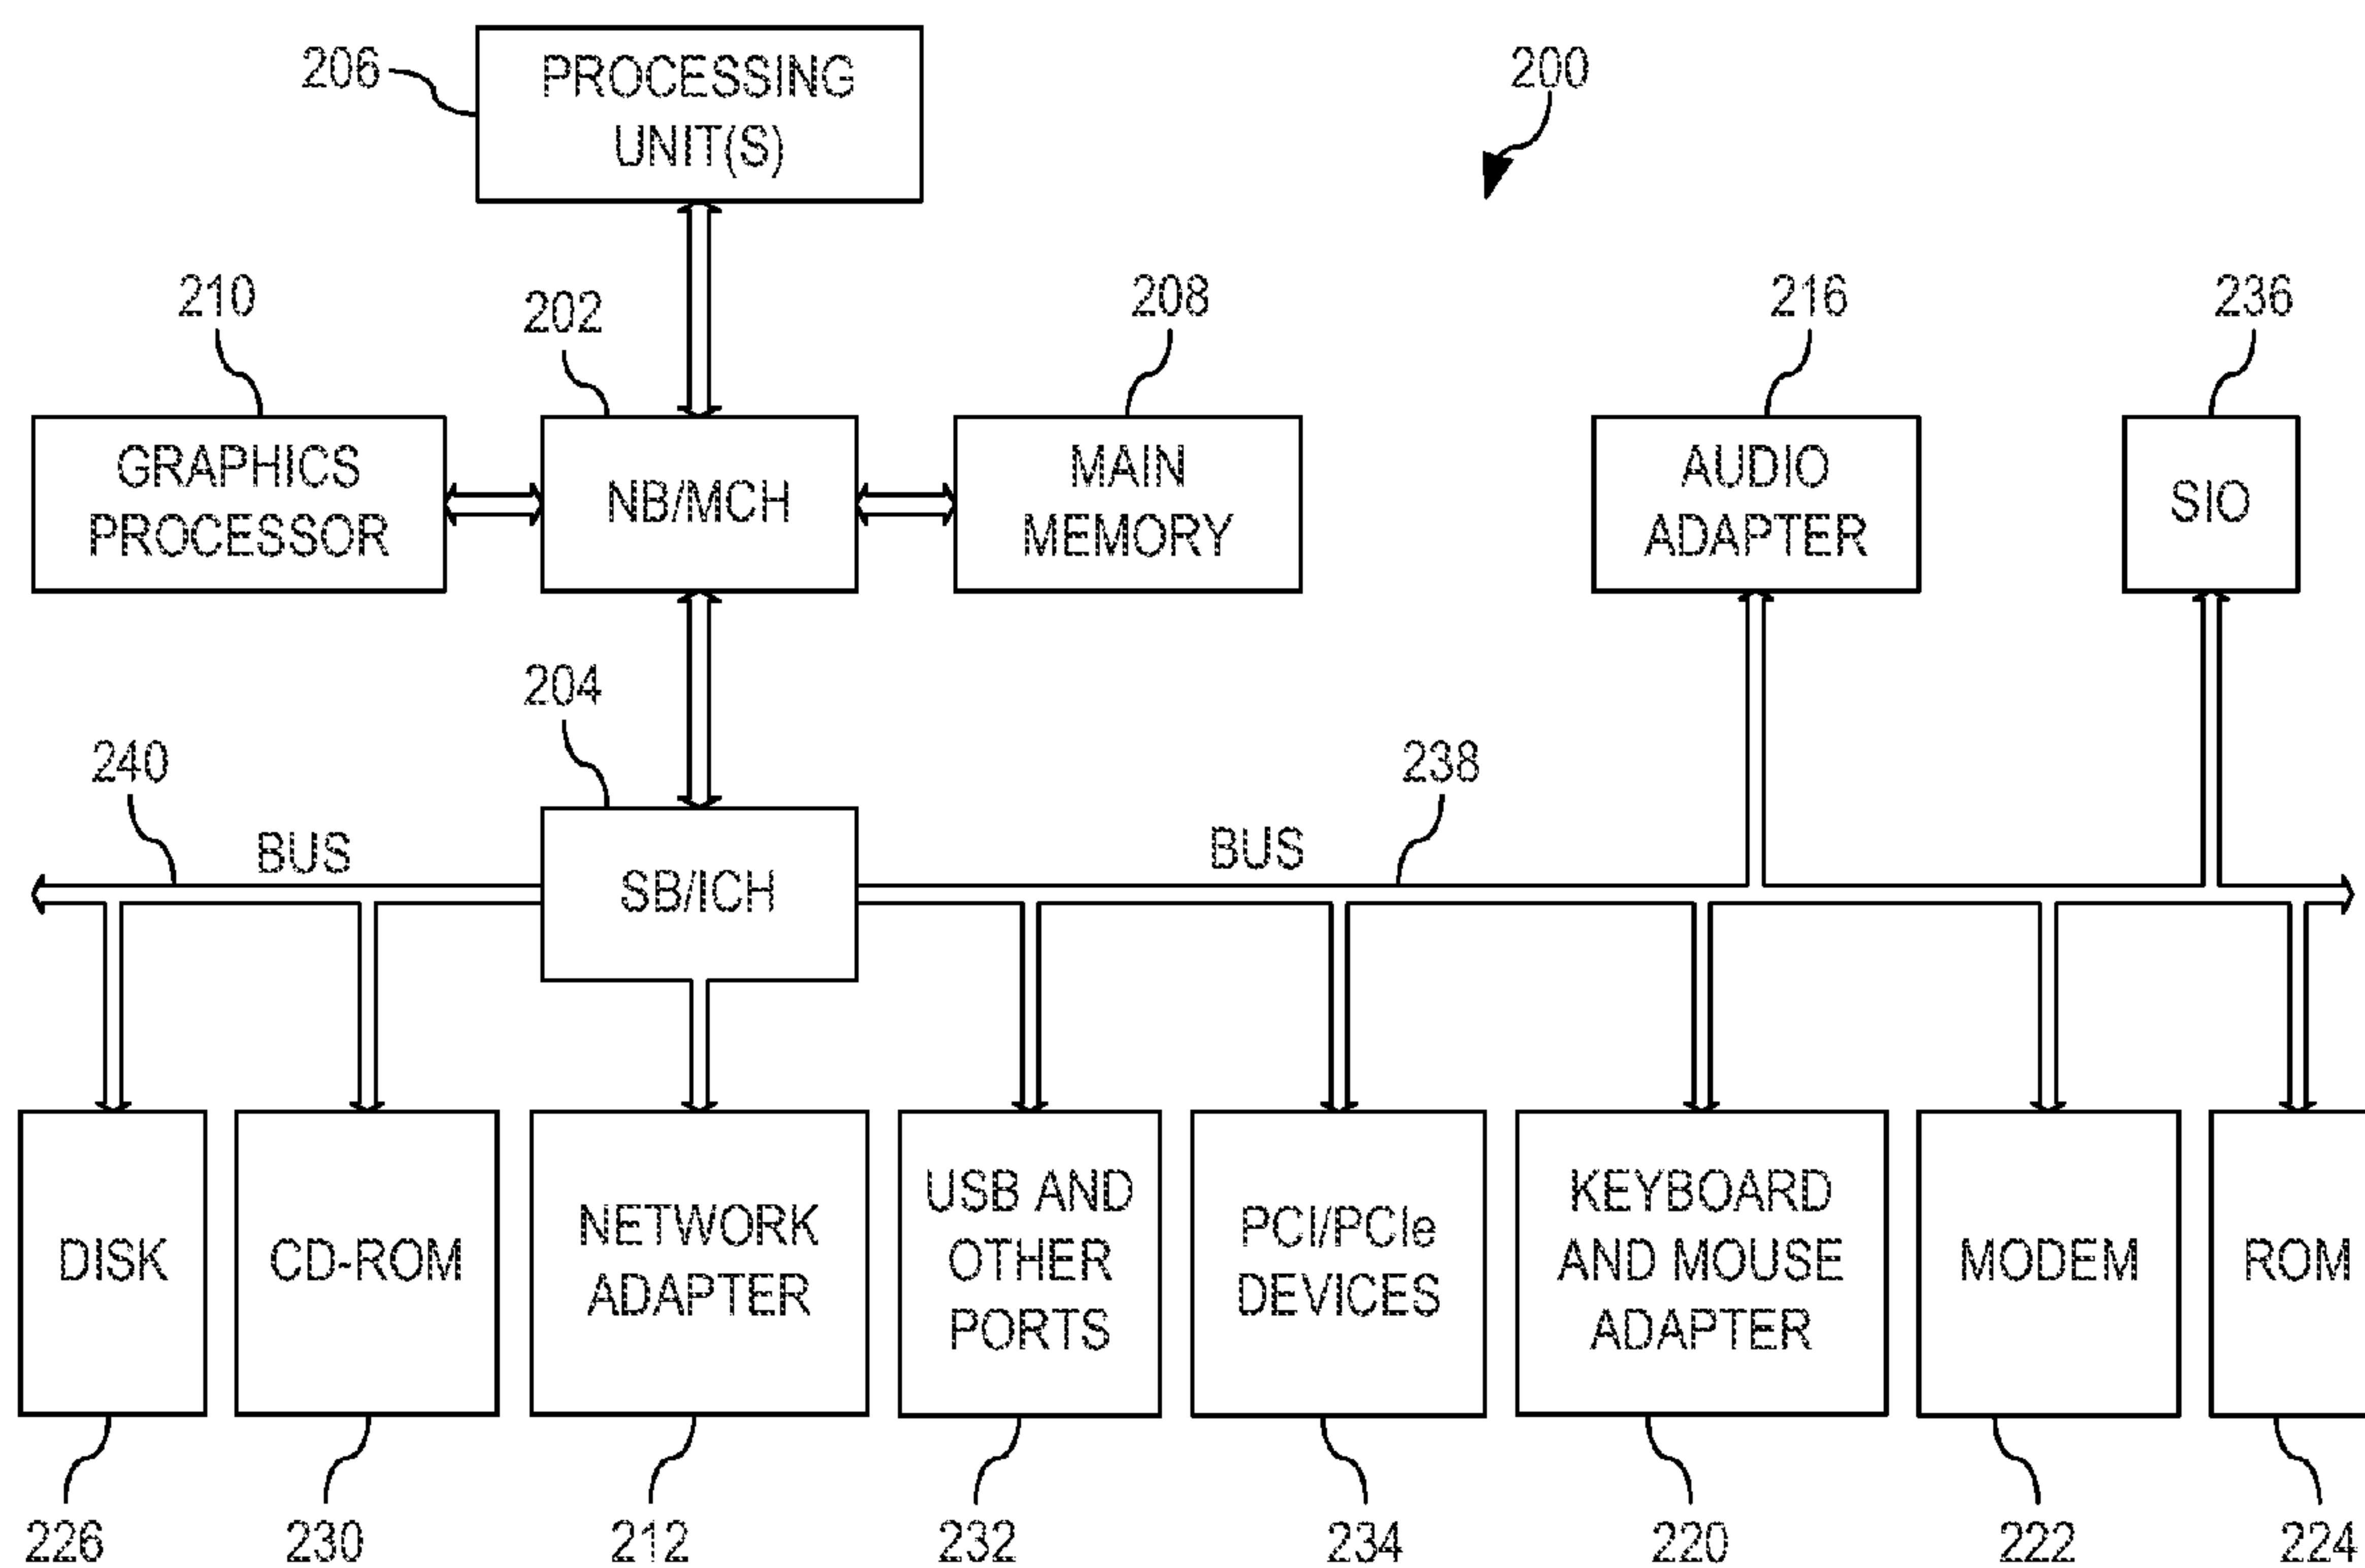 206
PROCESSING
UNIT(S)
200
210
202
208
216
236
GRAPHICS
PROCESSOR
NB/MCH
MAIN
MEMORY
AUDIO
ADAPTER
SIO
204
240
238
BUS
BUS
SB/ICH
DISK
CD-ROM
NETWORK
ADAPTER
USB AND
OTHER
PORTS
PCI/PCIe
DEVICES
KEYBOARD
AND MOUSE
ADAPTER
MODEM
ROM
226
230
212
232
234
220
222
224